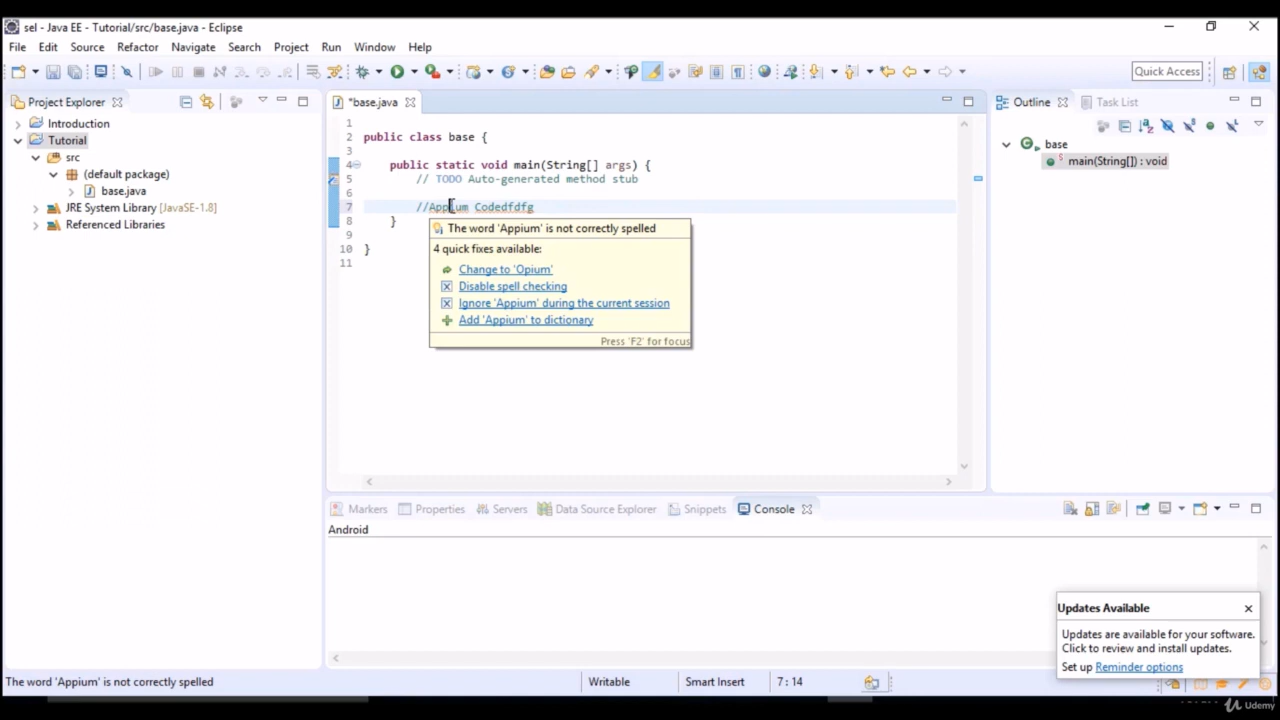 sel - Java EE - Tutorial/src/base.java - Eclipse
File Edit Source Refactor Navigate Search Project Run Window Help
Quick Access
Project Explorer
Introduction
Tutorial
src
(default package)
base.java
JRE System Library [JavaSE-1.8]
Referenced Libraries
*base.java
1
2 public class base {
3
4 public static void main(String[] args) {
5 // TODO Auto-generated method stub
6
7 //Appium Codedfdfg
8 }
9
10 }
11
The word 'Appium' is not correctly spelled
4 quick fixes available:
Change to 'Opium'
Disable spell checking
Ignore 'Appium' during the current session
Add 'Appium' to dictionary
Press 'F2' for focus
Outline Task List
base
main(String[]) : void
Markers Properties Servers Data Source Explorer Snippets Console
Android
Updates Available
Updates are available for your software.
Click to review and install updates.
Set up Reminder options
The word 'Appium' is not correctly spelled Writable Smart Insert 7 : 14
Udemy